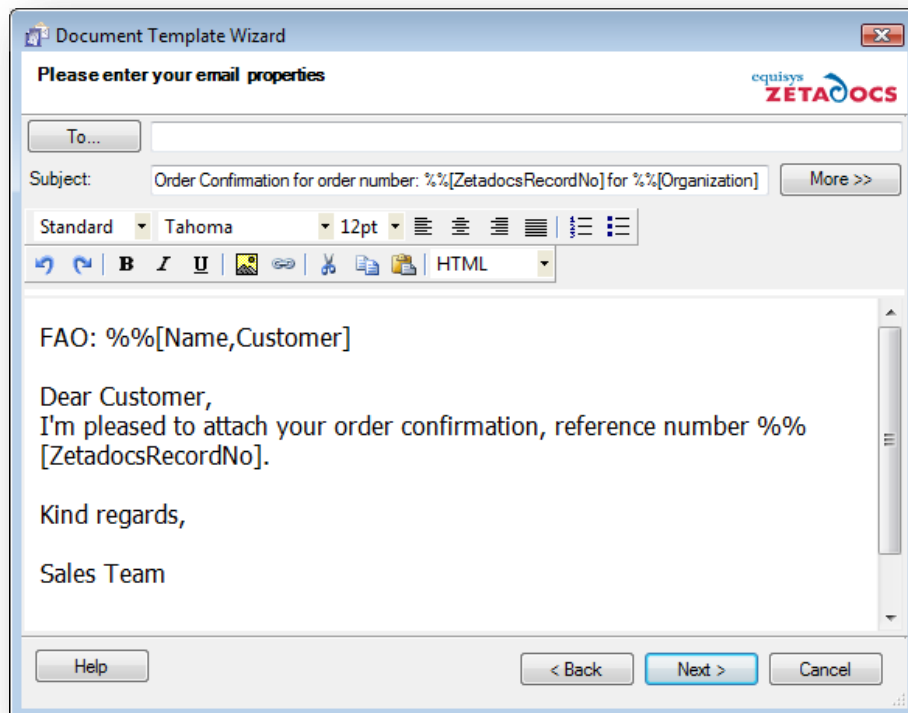 Document Template Wizard
Please enter your email properties
equisys
ZETADOCS
To...
Subject: Order Confirmation for order number: %%[ZetadocsRecordNo] for %%[Organization] More >>
Standard Tahoma 12pt
B I U HTML
FAO: %%[Name,Customer]
Dear Customer,
I'm pleased to attach your order confirmation, reference number %%
[ZetadocsRecordNo].
Kind regards,
Sales Team
Help < Back Next > Cancel